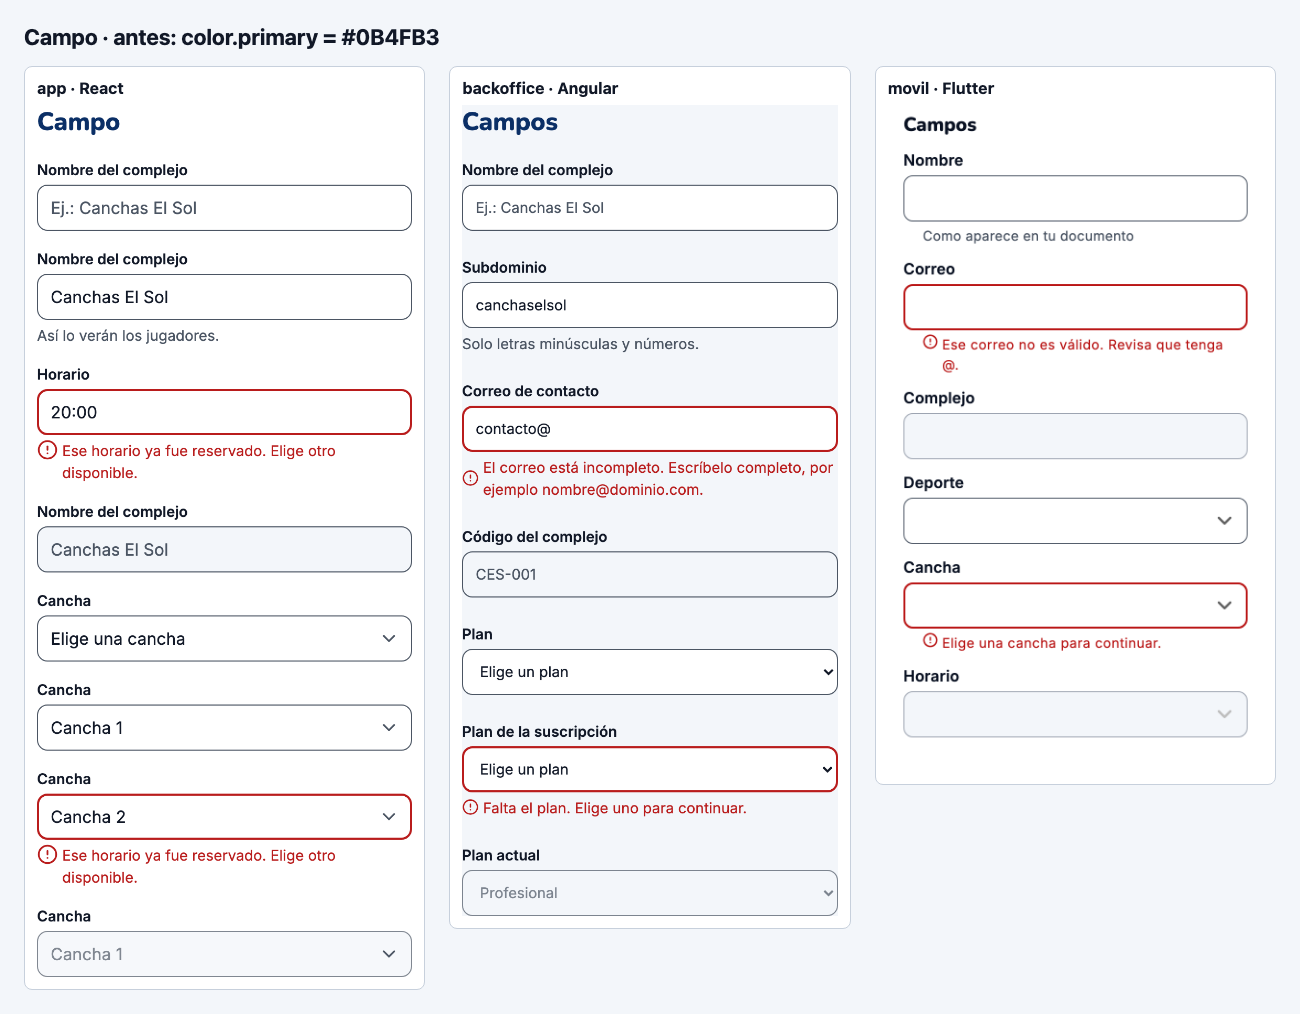 Campo · antes: color.primary = #0B4FB3
app · React
Campo
Nombre del complejo
Ej.: Canchas El Sol
Nombre del complejo
Canchas El Sol
Así lo verán los jugadores.
Horario
20:00
Ese horario ya fue reservado. Elige otro
disponible.
Nombre del complejo
Canchas El Sol
Cancha
Elige una cancha
Cancha
Cancha 1
Cancha
Cancha 2
Ese horario ya fue reservado. Elige otro
disponible.
Cancha
Cancha 1
backoffice · Angular
Campos
Nombre del complejo
Ej.: Canchas El Sol
Subdominio
canchaselsol
Solo letras minúsculas y números.
Correo de contacto
contacto@
El correo está incompleto. Escríbelo completo, por
ejemplo nombre@dominio.com.
Código del complejo
CES-001
Plan
Elige un plan
Plan de la suscripción
Elige un plan
Falta el plan. Elige uno para continuar.
Plan actual
Profesional
movil · Flutter
Campos
Nombre
Como aparece en tu documento
Correo
Ese correo no es válido. Revisa que tenga
@.
Complejo
Deporte
Cancha
Elige una cancha para continuar.
Horario